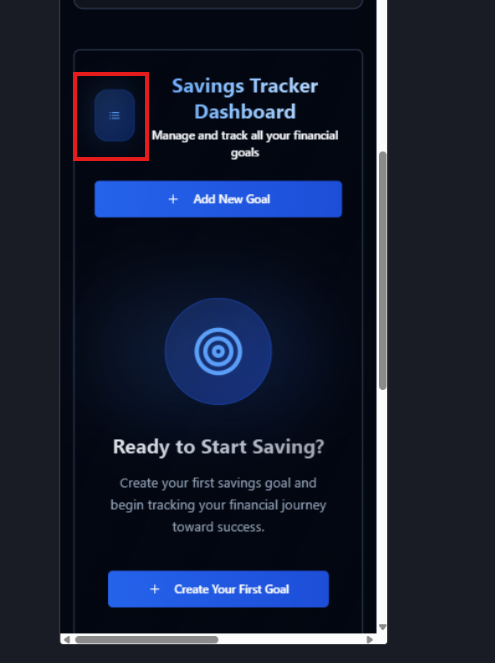 Savings Tracker
Dashboard
Manage and track all your financial
goals
+ Add New Goal
Ready to Start Saving?
Create your first savings goal and
begin tracking your financial journey
toward success.
+ Create Your First Goal